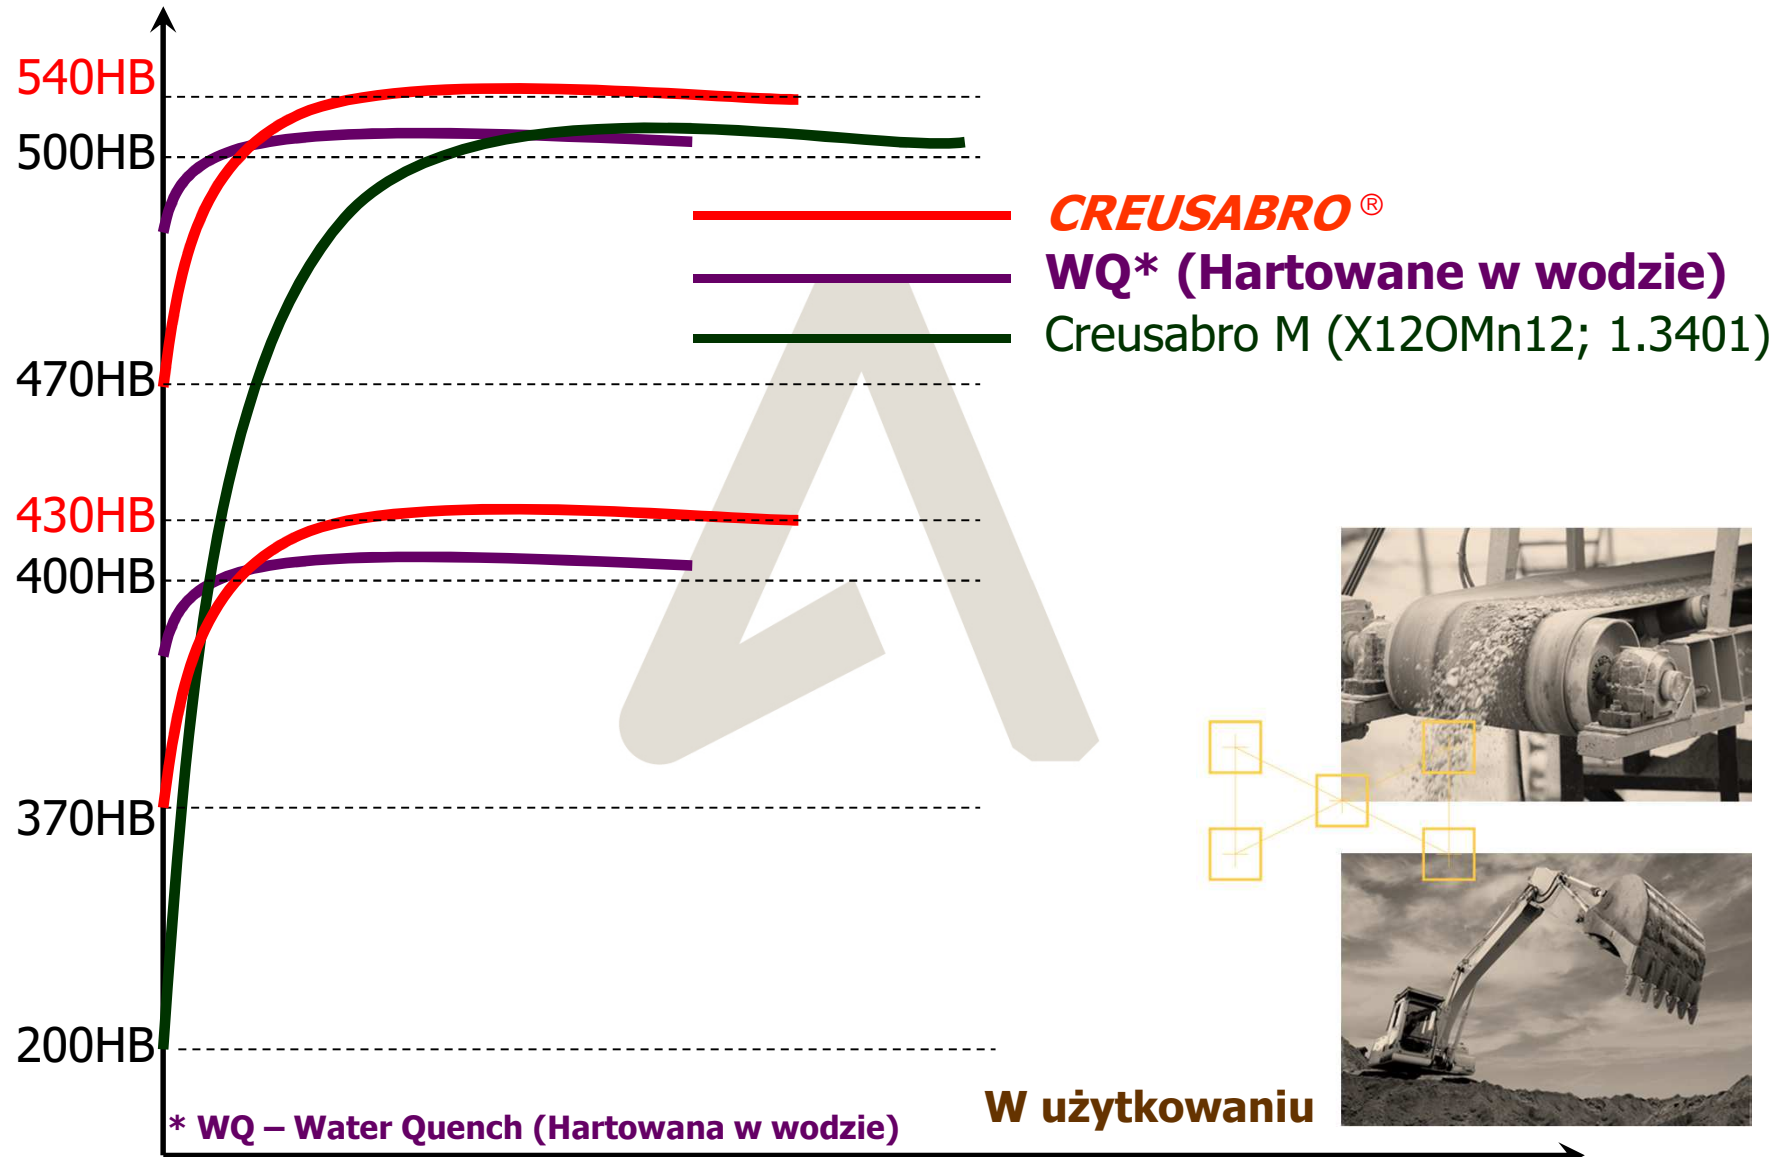 540HB
500HB
CREUSABRO ®
WQ* (Hartowane w wodzie)
Creusabro M (X12OMn12; 1.3401)
470HB
430HB
400HB
370HB
200HB
W użytkowaniu
* WQ – Water Quench (Hartowana w wodzie)